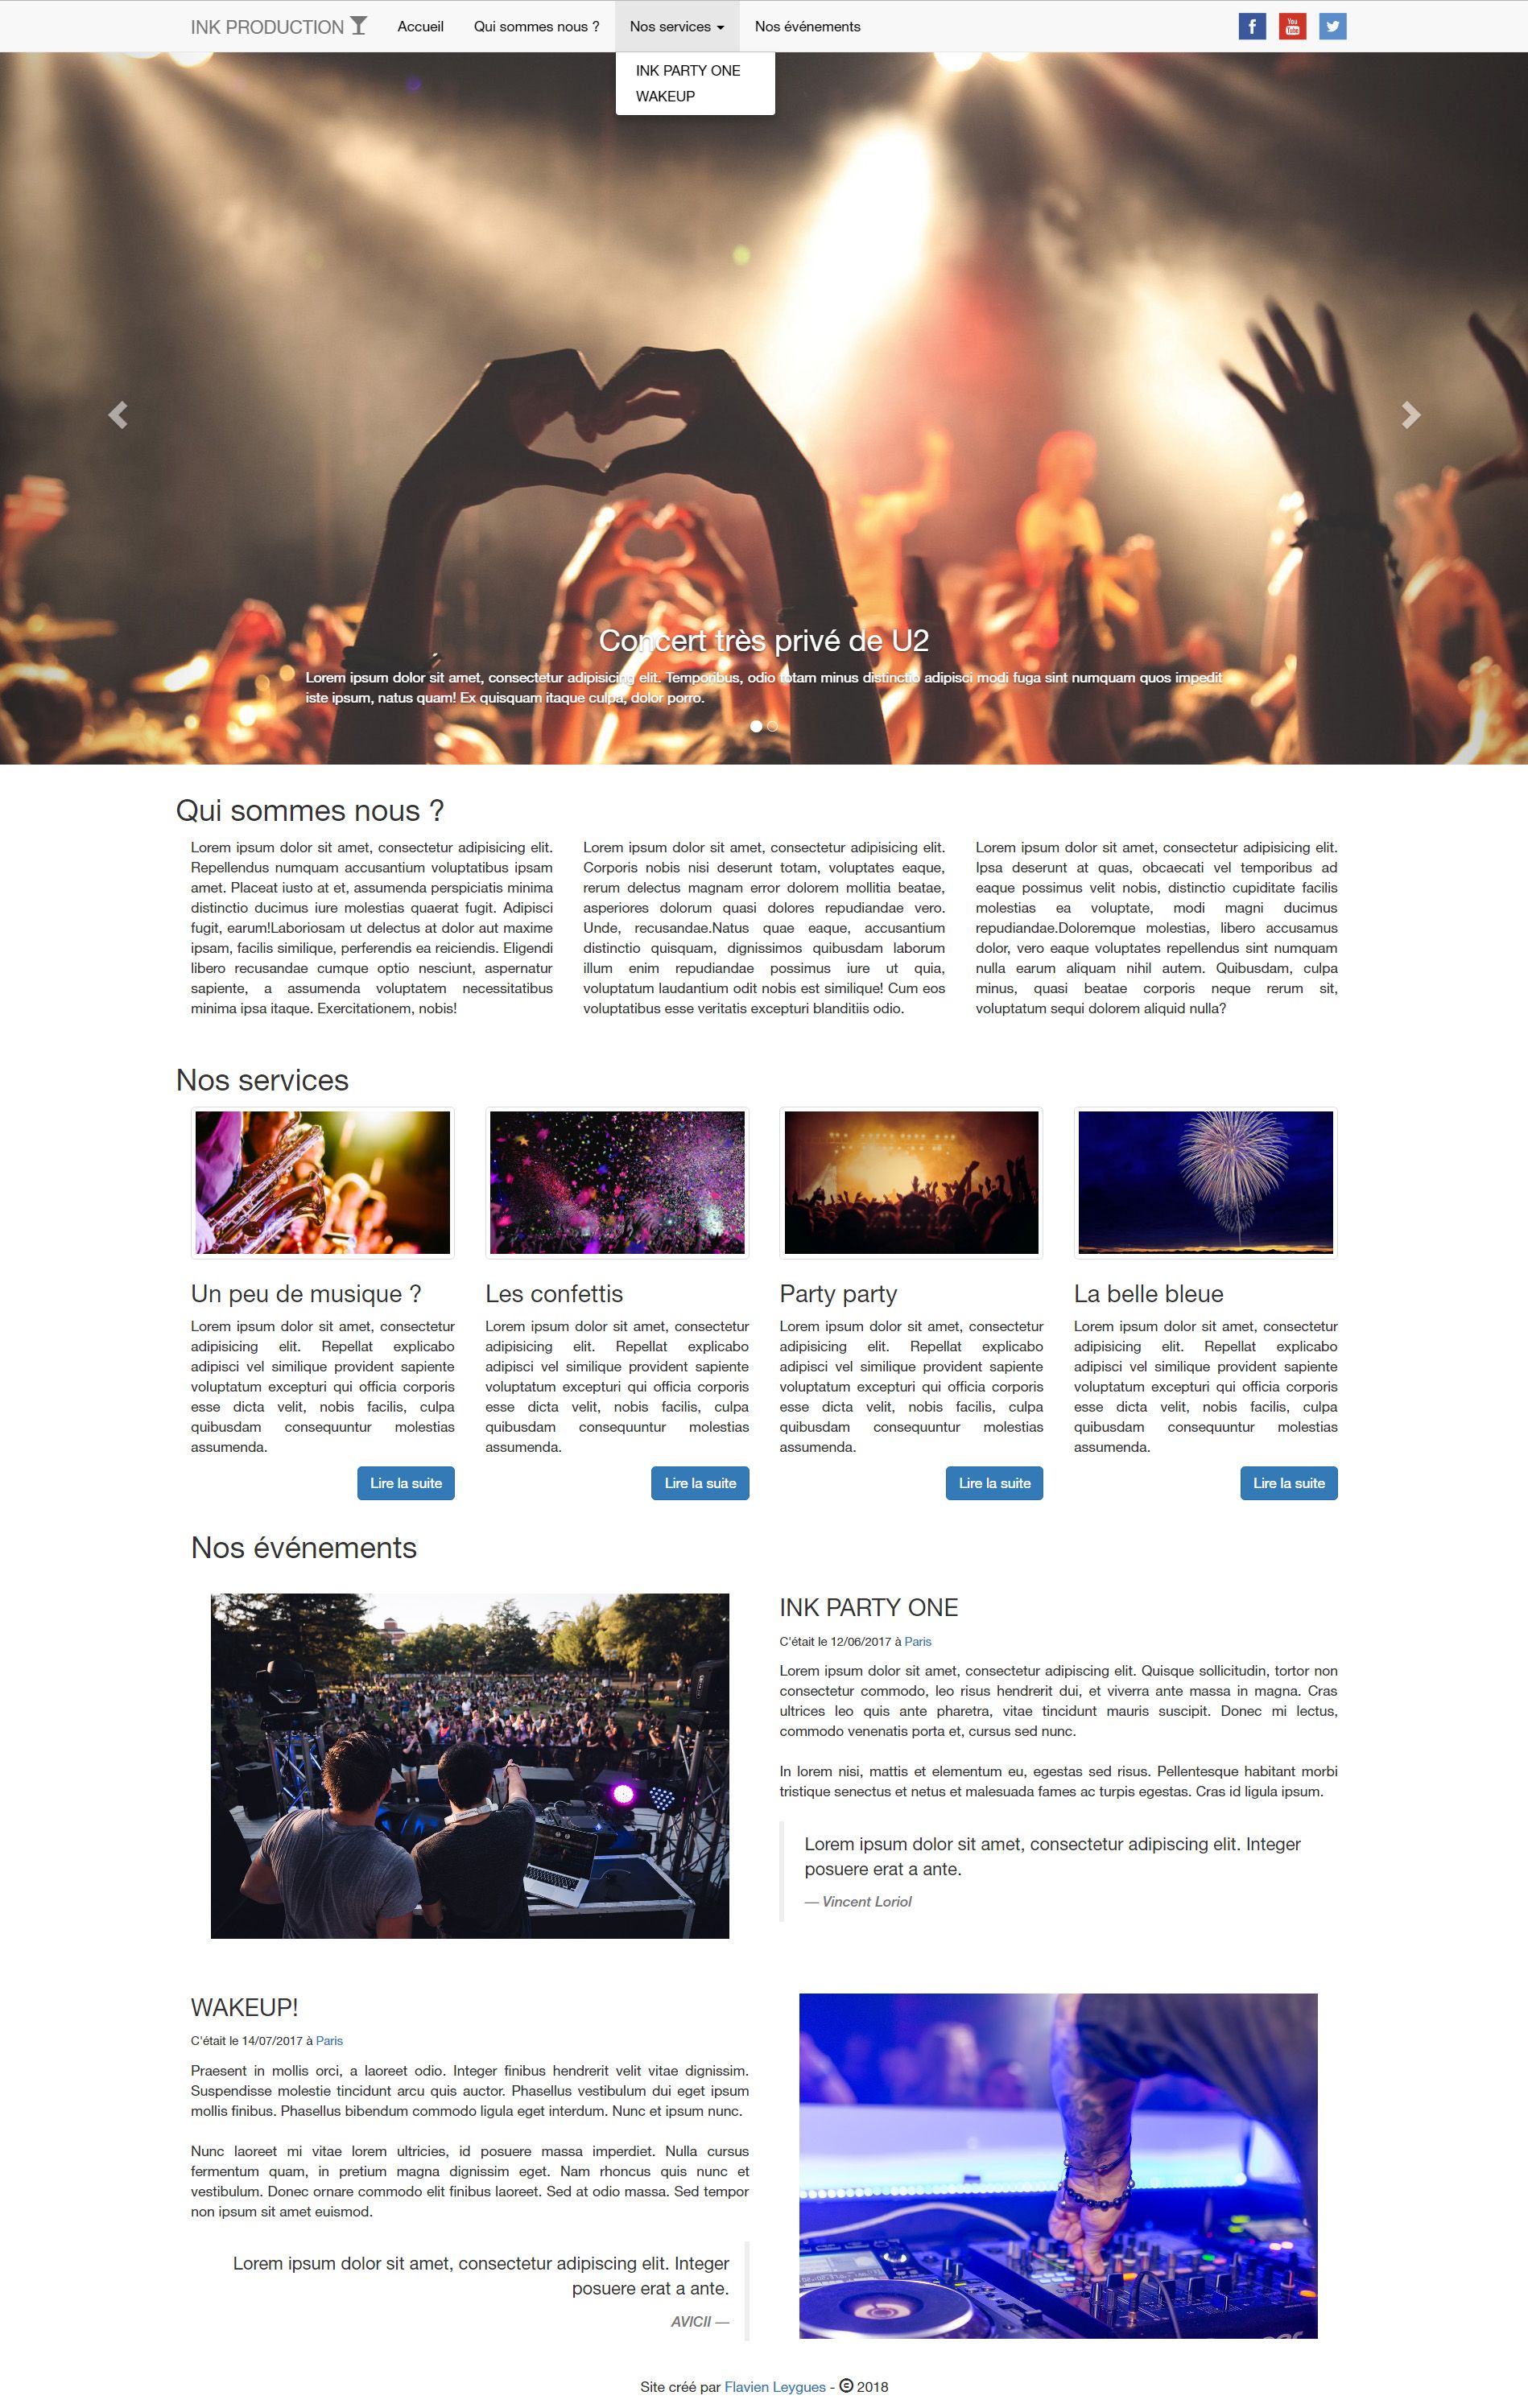 INK PRODUCTION Accueil Qui sommes nous ? Nos services Nos événements
You
Tube
INK PARTY ONE
WAKEUP
Concert très privé de U2
Lorem ipsum dolor sit amet, consectetur adipisicing elit. Temporibus, odio totam minus distinctio adipisci modi fuga sint numquam quos impedit
iste ipsum, natus quam! Ex quisquam itaque culpa, dolor porro.
Qui sommes nous ?
Lorem ipsum dolor sit amet, consectetur adipisicing elit.
Repellendus numquam accusantium voluptatibus ipsam
amet. Placeat iusto at et, assumenda perspiciatis minima
distinctio ducimus iure molestias quaerat fugit. Adipisci
fugit, earum!Laboriosam ut delectus at dolor aut maxime
ipsam, facilis similique, perferendis ea reiciendis. Eligendi
libero recusandae cumque optio nesciunt, aspernatur
sapiente, a assumenda voluptatem necessitatibus
minima ipsa itaque. Exercitationem, nobis!
Lorem ipsum dolor sit amet, consectetur adipisicing elit.
Corporis nobis nisi deserunt totam, voluptates eaque,
rerum delectus magnam error dolorem mollitia beatae,
asperiores dolorum quasi dolores repudiandae vero.
Unde, recusandae.Natus quae eaque, accusantium
distinctio quisquam, dignissimos quibusdam laborum
illum enim repudiandae possimus iure ut quia,
voluptatum laudantium odit nobis est similique! Cum eos
voluptatibus esse veritatis excepturi blanditiis odio.
Lorem ipsum dolor sit amet, consectetur adipisicing elit.
Ipsa deserunt at quas, obcaecati vel temporibus ad
eaque possimus velit nobis, distinctio cupiditate facilis
molestias ea voluptate, modi magni ducimus
repudiandae.Doloremque molestias, libero accusamus
dolor, vero eaque voluptates repellendus sint numquam
nulla earum aliquam nihil autem. Quibusdam, culpa
minus, quasi beatae corporis neque rerum sit,
voluptatum sequi dolorem aliquid nulla?
Nos services
Un peu de musique ?
Lorem ipsum dolor sit amet, consectetur
adipisicing elit. Repellat explicabo
adipisci vel similique provident sapiente
voluptatum excepturi qui officia corporis
esse dicta velit, nobis facilis, culpa
quibusdam consequuntur molestias
assumenda.
Lire la suite
Les confettis
Lorem ipsum dolor sit amet, consectetur
adipisicing elit. Repellat explicabo
adipisci vel similique provident sapiente
voluptatum excepturi qui officia corporis
esse dicta velit, nobis facilis, culpa
quibusdam consequuntur molestias
assumenda.
Lire la suite
Party party
Lorem ipsum dolor sit amet, consectetur
adipisicing elit. Repellat explicabo
adipisci vel similique provident sapiente
voluptatum excepturi qui officia corporis
esse dicta velit, nobis facilis, culpa
quibusdam consequuntur molestias
assumenda.
Lire la suite
La belle bleue
Lorem ipsum dolor sit amet, consectetur
adipisicing elit. Repellat explicabo
adipisci vel similique provident sapiente
voluptatum excepturi qui officia corporis
esse dicta velit, nobis facilis, culpa
quibusdam consequuntur molestias
assumenda.
Lire la suite
Nos événements
INK PARTY ONE
C'était le 12/06/2017 à Paris
Lorem ipsum dolor sit amet, consectetur adipiscing elit. Quisque sollicitudin, tortor non
consectetur commodo, leo risus hendrerit dui, et viverra ante massa in magna. Cras
ultrices leo quis ante pharetra, vitae tincidunt mauris suscipit. Donec mi lectus,
commodo venenatis porta et, cursus sed nunc.
In lorem nisi, mattis et elementum eu, egestas sed risus. Pellentesque habitant morbi
tristique senectus et netus et malesuada fames ac turpis egestas. Cras id ligula ipsum.
Lorem ipsum dolor sit amet, consectetur adipiscing elit. Integer
posuere erat a ante.
— Vincent Loriol
WAKEUP!
C'était le 14/07/2017 à Paris
Praesent in mollis orci, a laoreet odio. Integer finibus hendrerit velit vitae dignissim.
Suspendisse molestie tincidunt arcu quis auctor. Phasellus vestibulum dui eget ipsum
mollis finibus. Phasellus bibendum commodo ligula eget interdum. Nunc et ipsum nunc.
Nunc laoreet mi vitae lorem ultricies, id posuere massa imperdiet. Nulla cursus
fermentum quam, in pretium magna dignissim eget. Nam rhoncus quis nunc et
vestibulum. Donec ornare commodo elit finibus laoreet. Sed at odio massa. Sed tempor
non ipsum sit amet euismod.
Lorem ipsum dolor sit amet, consectetur adipiscing elit. Integer
posuere erat a ante.
AVICII —
Site créé par Flavien Leygues - © 2018